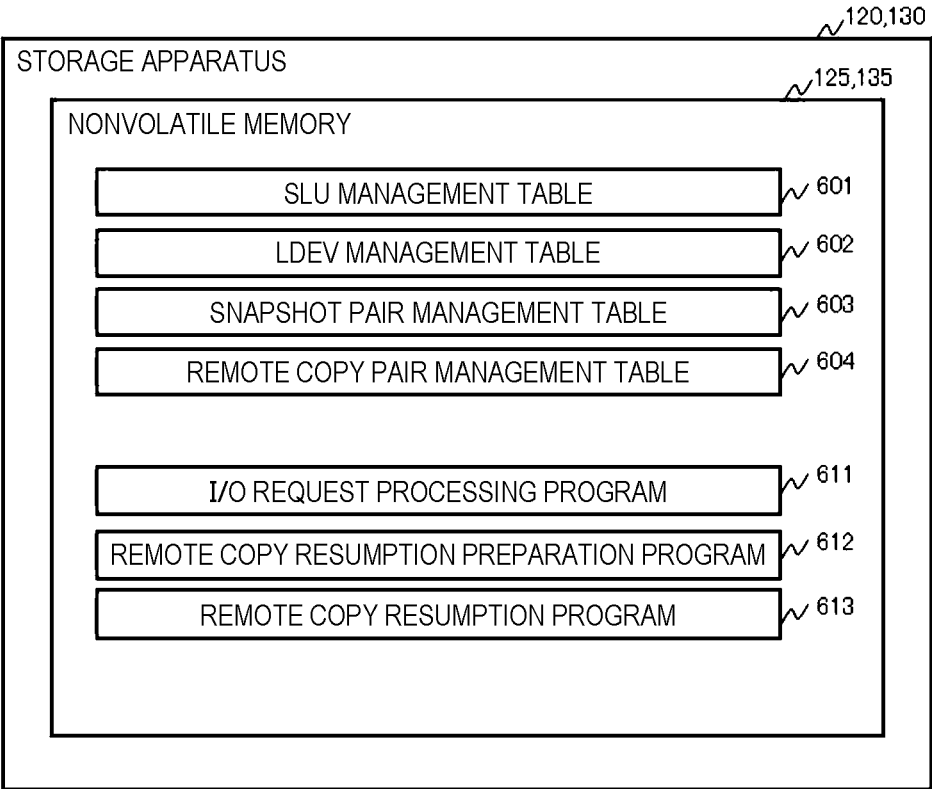 120,130
STORAGE APPARATUS
125,135
NONVOLATILE MEMORY
SLU MANAGEMENT TABLE 601
LDEV MANAGEMENT TABLE 602
SNAPSHOT PAIR MANAGEMENT TABLE 603
REMOTE COPY PAIR MANAGEMENT TABLE 604
I/O REQUEST PROCESSING PROGRAM 611
REMOTE COPY RESUMPTION PREPARATION PROGRAM 612
REMOTE COPY RESUMPTION PROGRAM 613